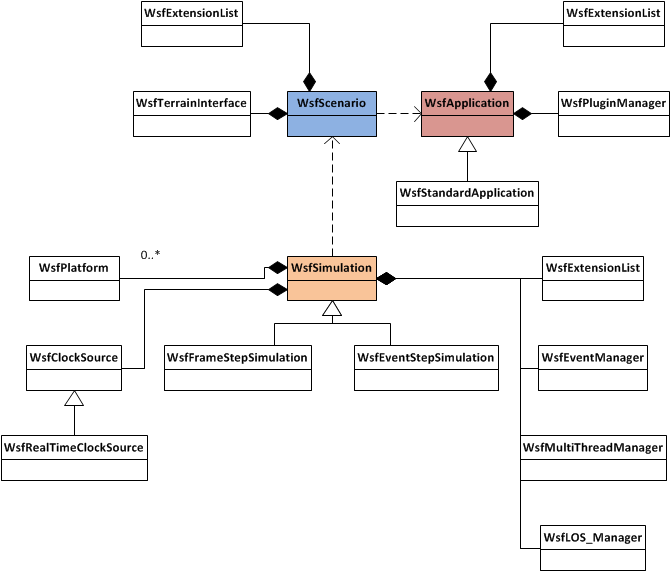 WsfExtensionList
WsfExtensionList
WsfTerrainInterface
WsfScenario
WsfApplication
WsfPluginManager
WsfStandardApplication
0..*
WsfPlatform
WsfSimulation
WsfExtensionList
WsfClockSource
WsfFrameStepSimulation
WsfEventStepSimulation
WsfEventManager
WsfRealTimeClockSource
WsfMultiThreadManager
WsfLOS_Manager